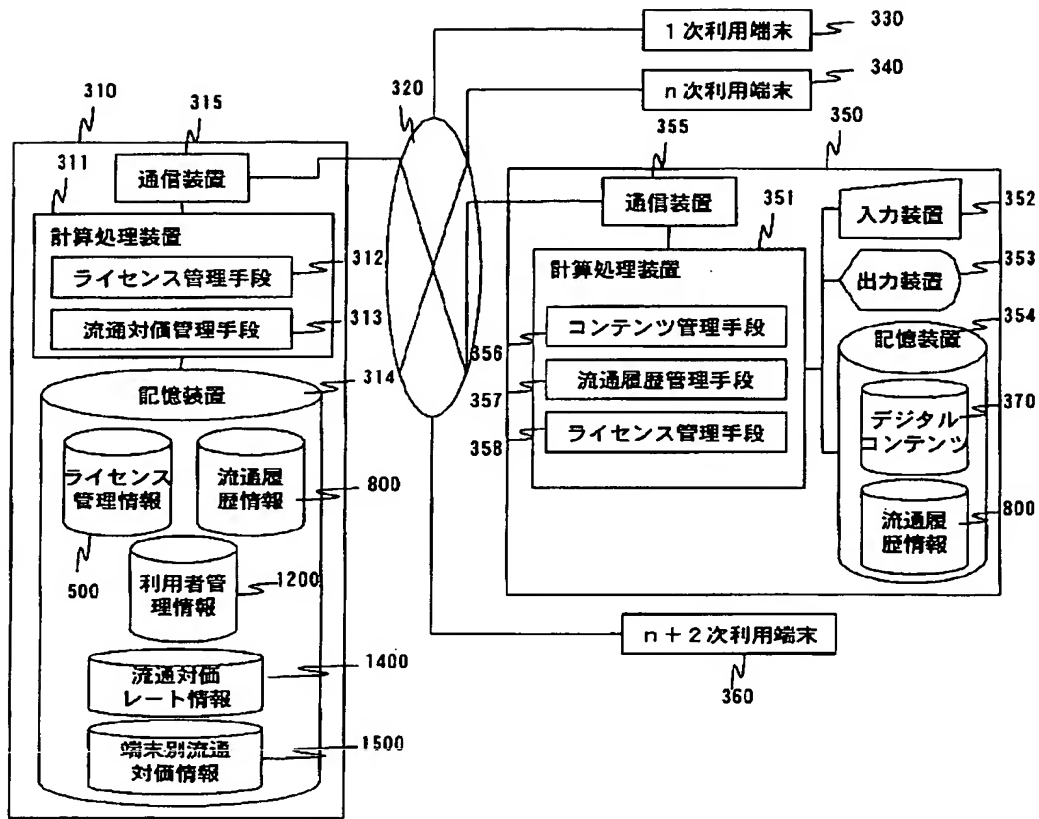 1次利用端末
330
n次利用端末
340
310
315
320
350
355
311
通信装置
計算処理装置
ライセンス管理手段
312
流通対価管理手段
313
記憶装置
314
ライセンス
管理情報
500
流通履
歴情報
800
利用者管
理情報
1200
流通対価
レート情報
1400
端末別流通
対価情報
1500
通信装置
351
計算処理装置
コンテンツ管理手段
356
流通履歴管理手段
357
ライセンス管理手段
358
入力装置
352
出力装置
353
354
記憶装置
デジタル
コンテンツ
370
流通履
歴情報
800
n+2次利用端末
360